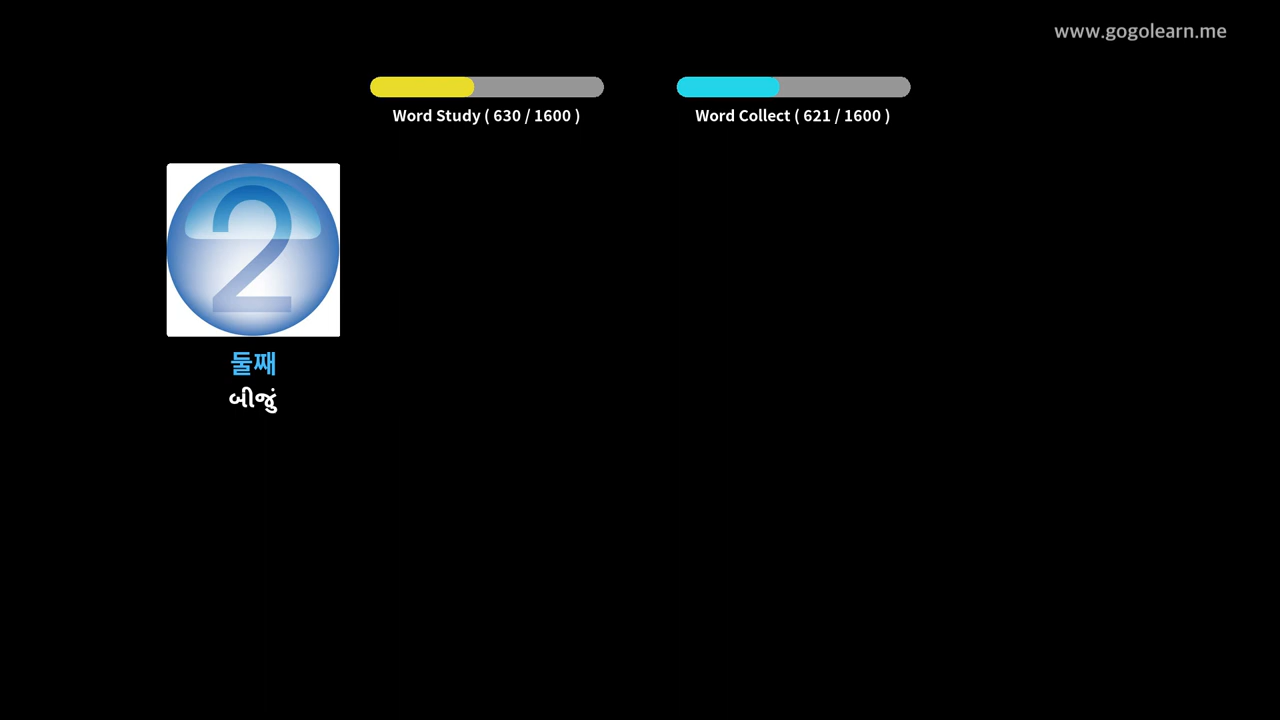 www.gogolearn.me
Word Study ( 630 / 1600 )
Word Collect ( 621 / 1600 )
2
둘째
બીજું